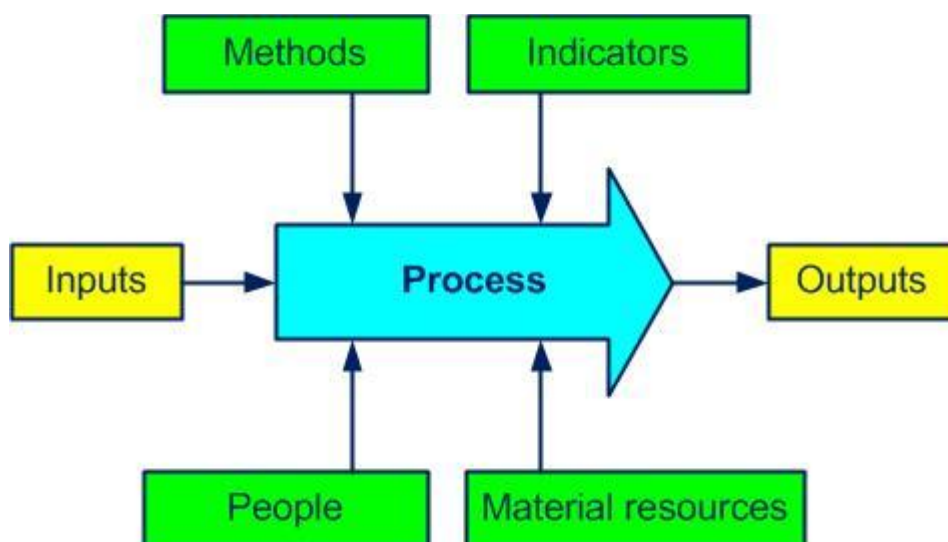 Methods
Indicators
Inputs
Process
Outputs
People
Material resources